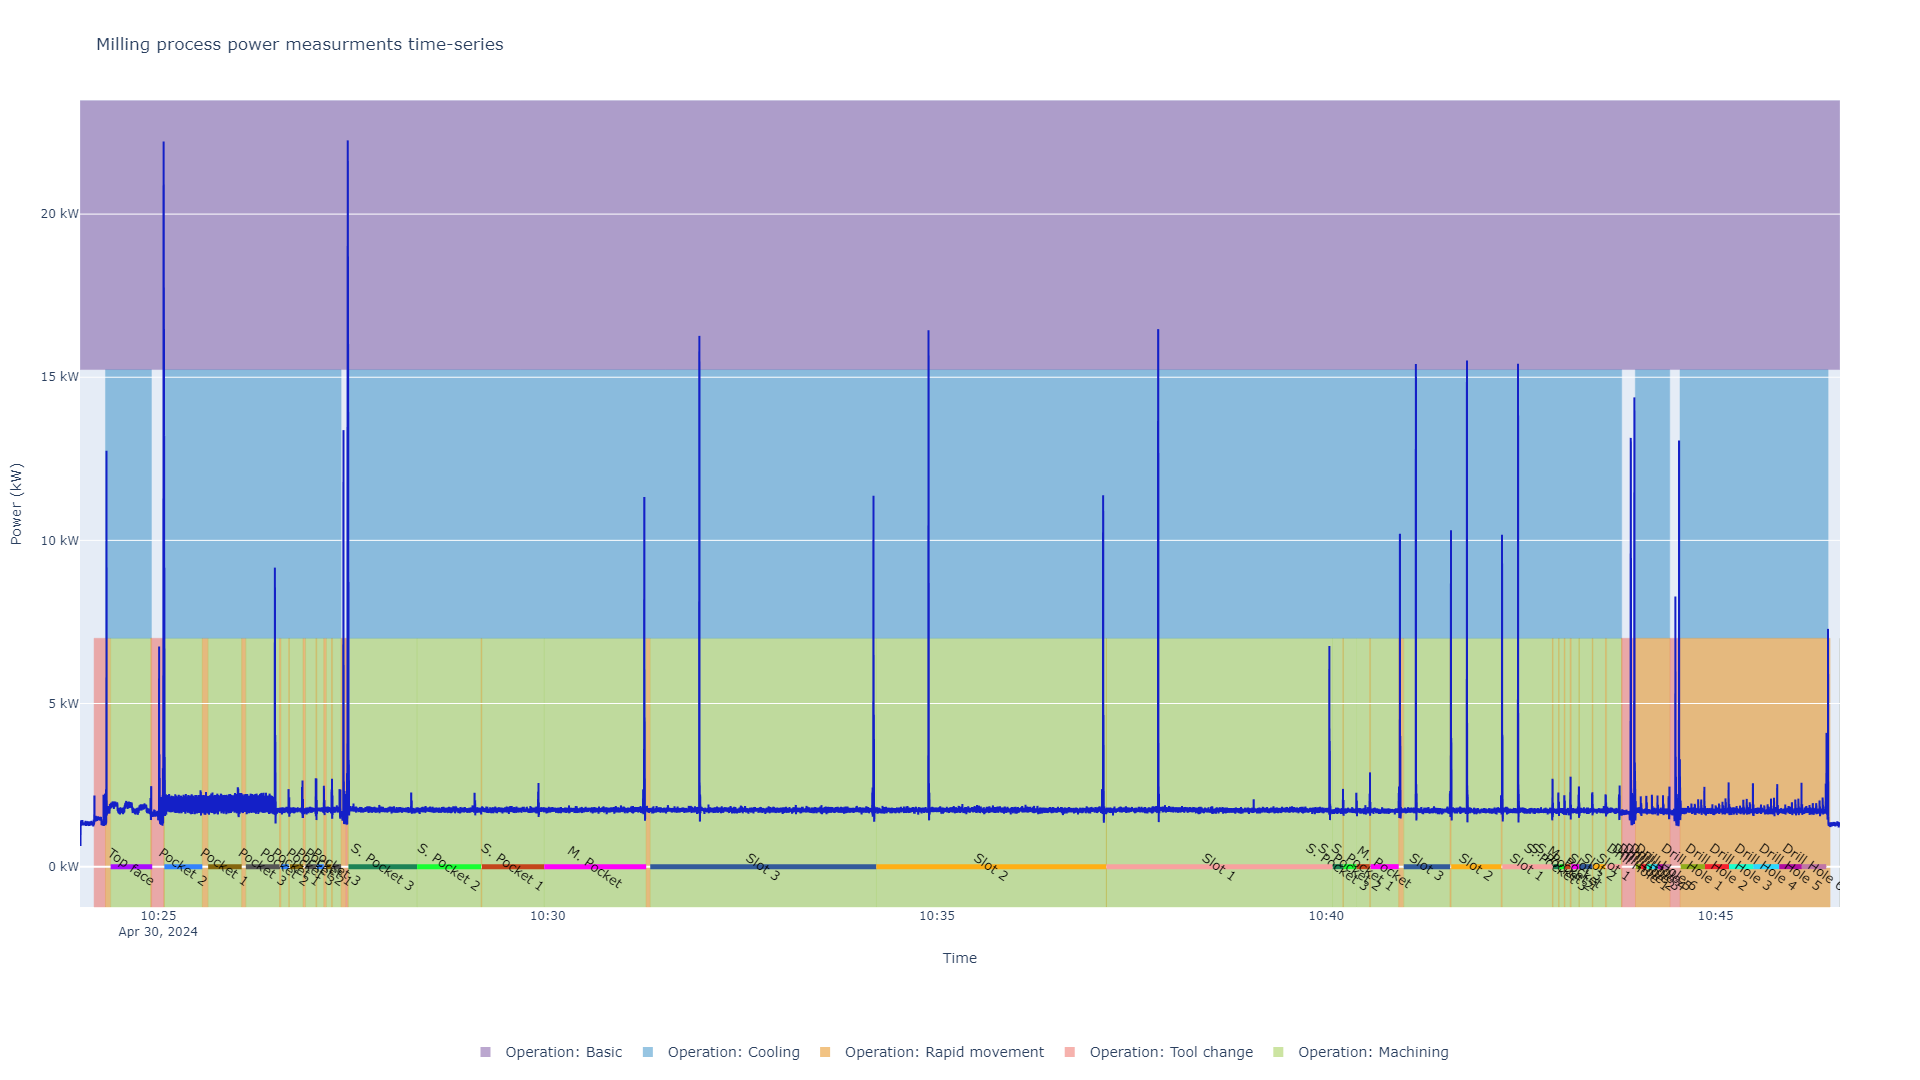 Milling process power measurments time-series
20 kW
15 kW
10 kW
5 kW
0 kW
Power (kW)
Top face
Pocket 2
Pocket 1
Pocket 3
S. Pocket 3
S. Pocket 2
S. Pocket 1
M. Pocket
Slot 3
Slot 2
Slot 1
M. Pocket
Slot 3
Slot 2
Slot 1
Drill Hole 1
Drill Hole 2
Drill Hole 3
Drill Hole 4
Drill Hole 5
Drill Hole 6
10:25
10:30
10:35
10:40
10:45
Apr 30, 2024
Time
Operation: Basic
Operation: Cooling
Operation: Rapid movement
Operation: Tool change
Operation: Machining